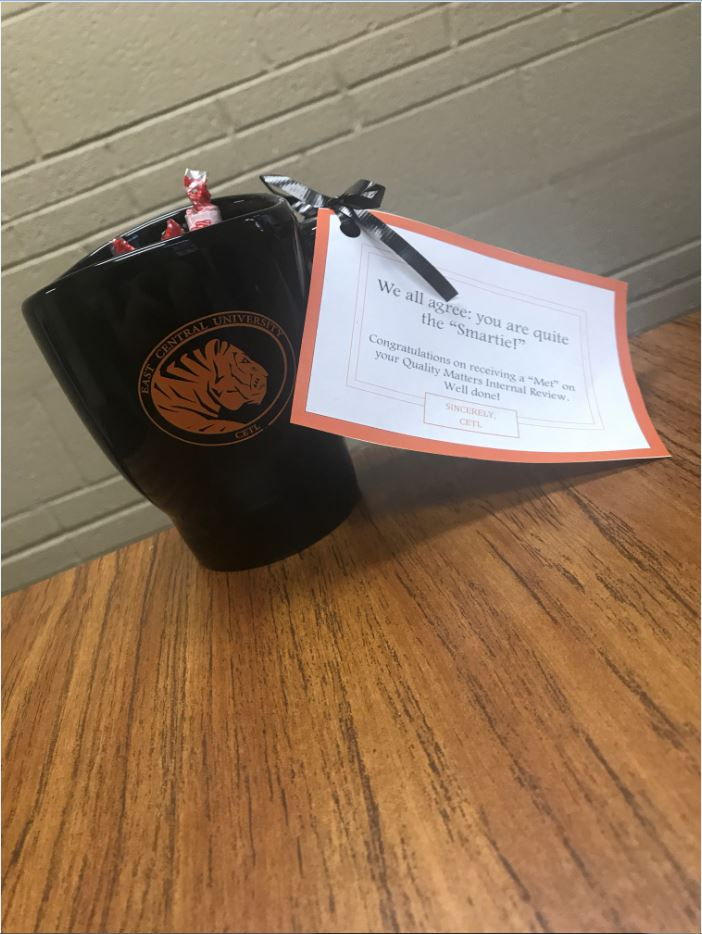 EAST CENTRAL UNIVERSITY
CETL
We all agree: you are quite
the “Smartie!”
Congratulations on receiving a “Met” on
your Quality Matters Internal Review.
Well done!
SINCERELY,
CETL